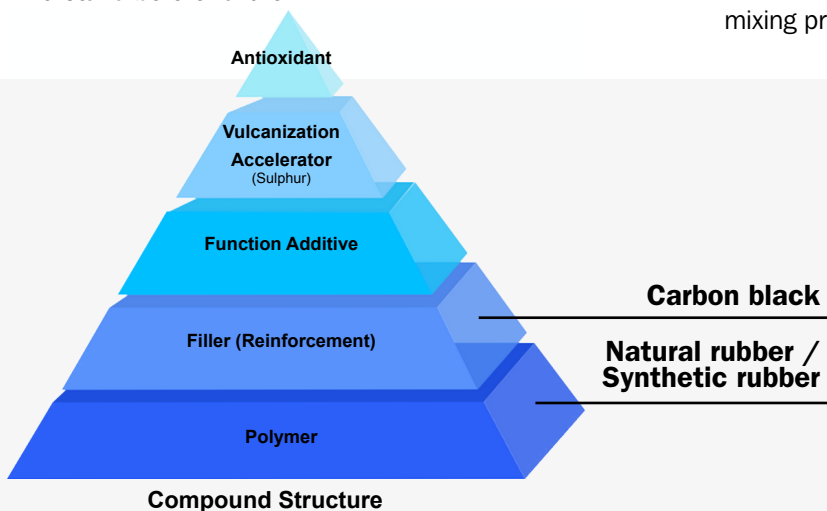 mixing pr
Antioxidant
Vulcanization
Accelerator
(Sulphur)
Function Additive
Carbon black
Filler (Reinforcement)
Natural rubber /
Synthetic rubber
Polymer
Compound Structure